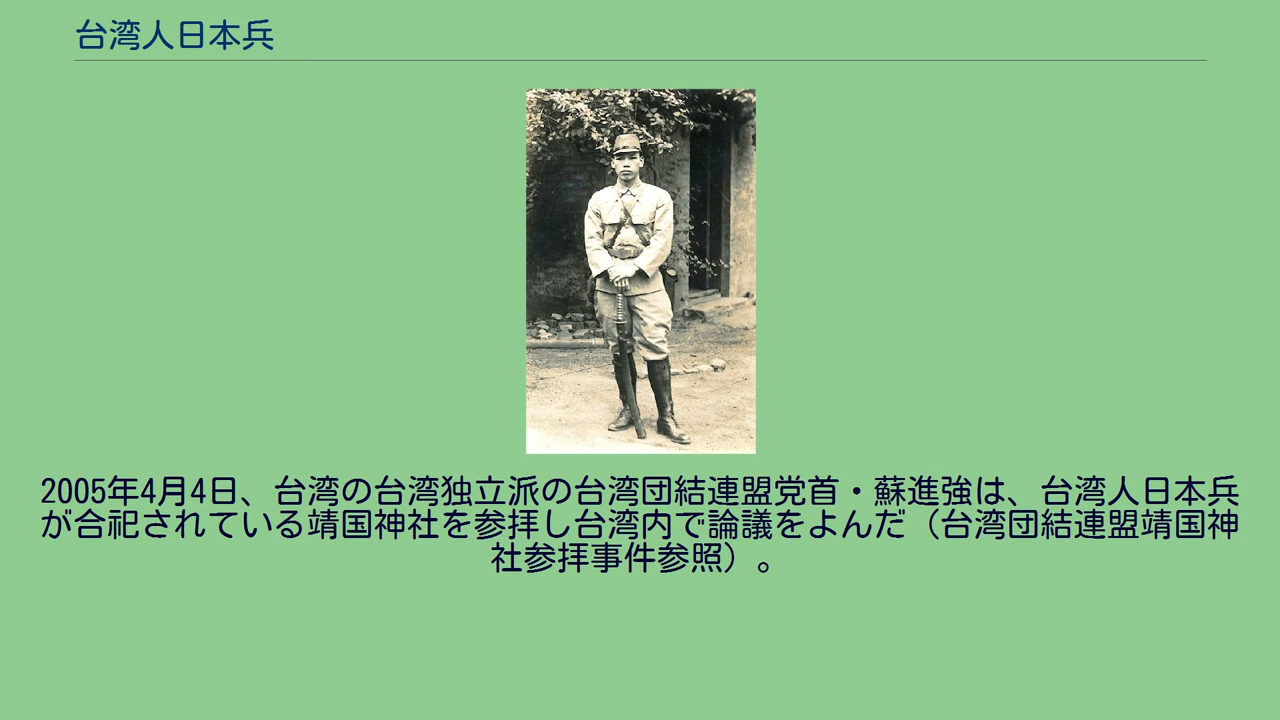 台湾人日本兵
2005年4月4日、台湾の台湾独立派の台湾団結連盟党首・蘇進強は、台湾人日本兵
が合祀されている靖国神社を参拝し台湾内で論議をよんだ（台湾団結連盟靖国神
社参拝事件参照）。